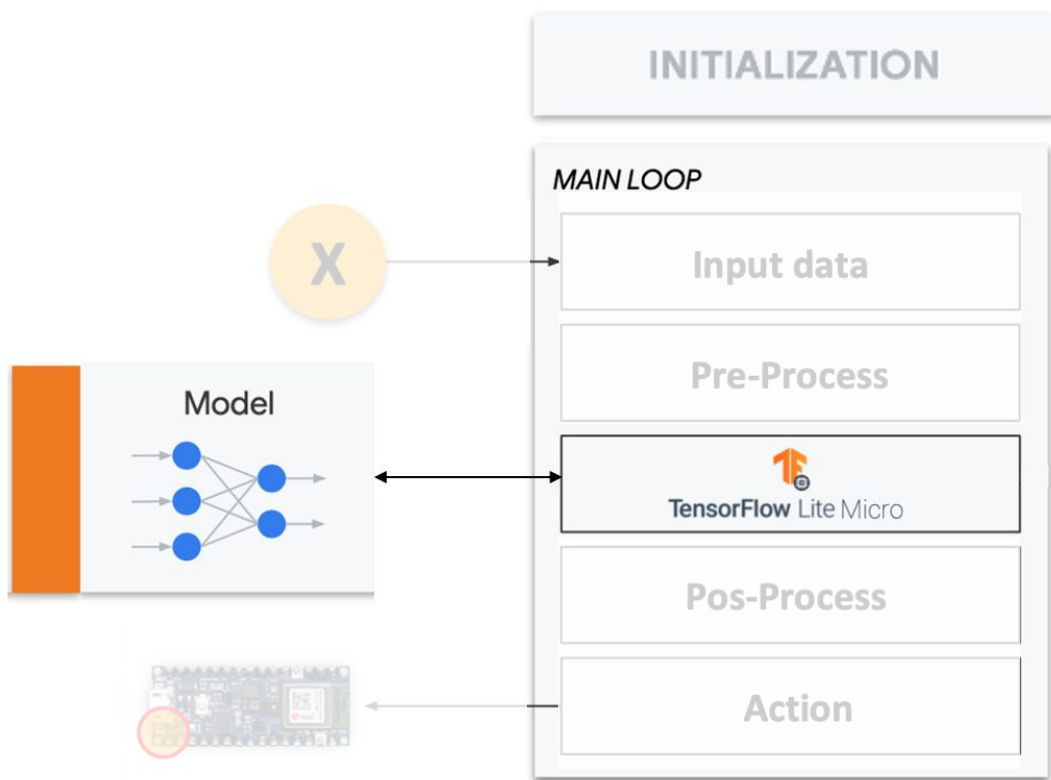 INITIALIZATION
MAIN LOOP
X
Input data
Pre-Process
Model
TensorFlow Lite Micro
Pos-Process
Action